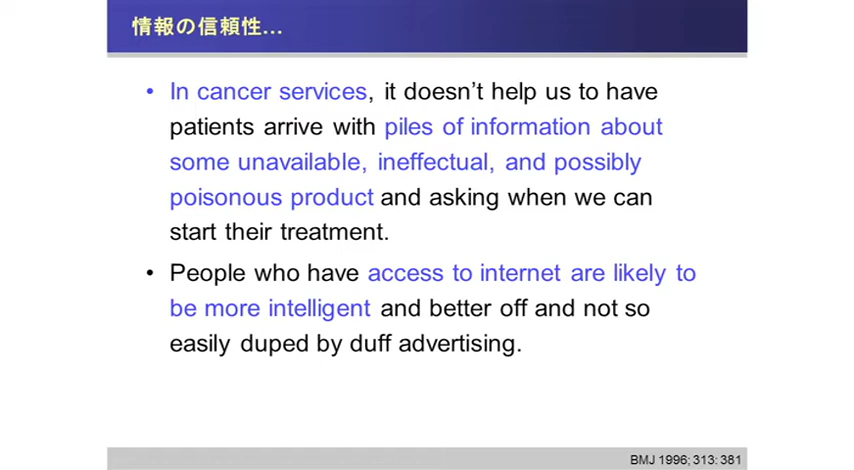 情報の信頼性...
• In cancer services, it doesn’t help us to have
patients arrive with piles of information about
some unavailable, ineffectual, and possibly
poisonous product and asking when we can
start their treatment.
• People who have access to internet are likely to
be more intelligent and better off and not so
easily duped by duff advertising.
BMJ 1996; 313: 381